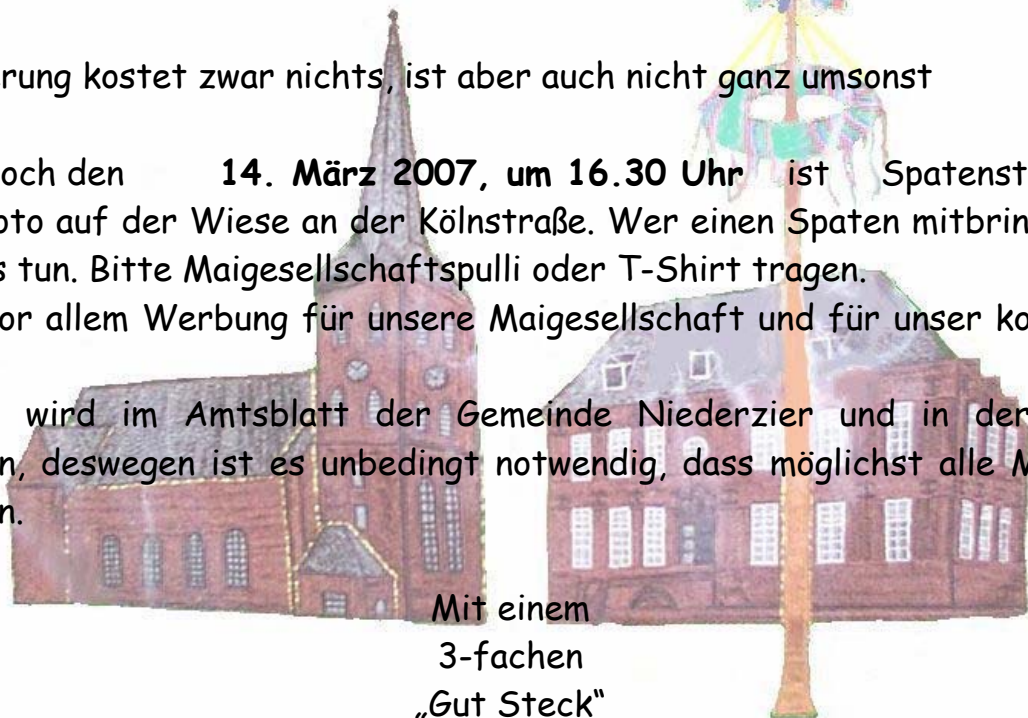 rung kostet zwar nichts, ist aber auch nicht ganz umsonst
och den 14. März 2007, um 16.30 Uhr ist Spatenst
oto auf der Wiese an der Kölnstraße. Wer einen Spaten mitbrin
s tun. Bitte Maigesellschaftspulli oder T-Shirt tragen.
or allem Werbung für unsere Maigesellschaft und für unser ko
wird im Amtsblatt der Gemeinde Niederzier und in der
n, deswegen ist es unbedingt notwendig, dass möglichst alle M
n.
Mit einem
3-fachen
„Gut Steck“